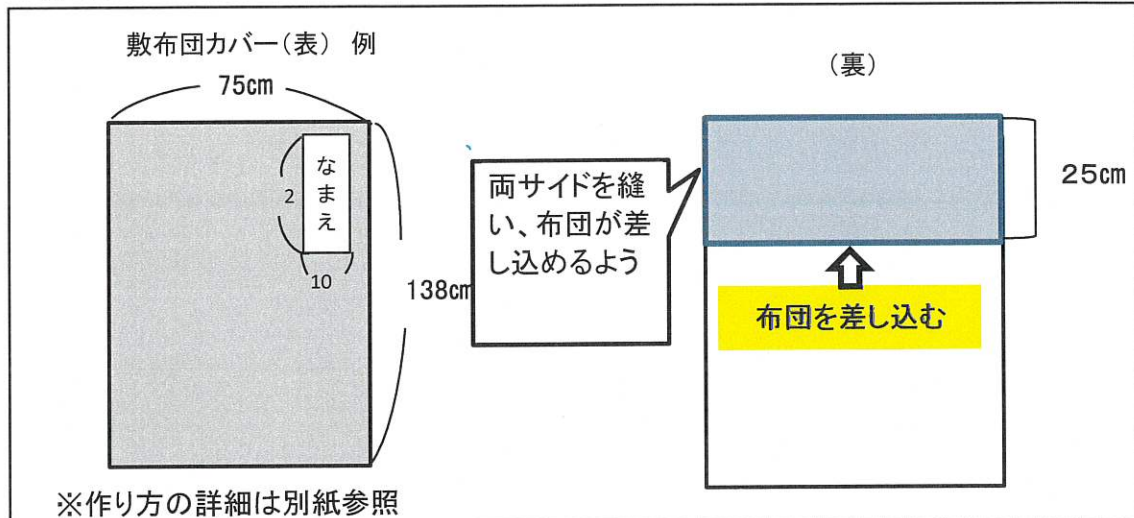 敷布団カバー(表) 例
75cm
なまえ
2
10
138cm
※作り方の詳細は別紙参照
(裏)
両サイドを縫
い、布団が差
し込めるよう
25cm
布団を差し込む